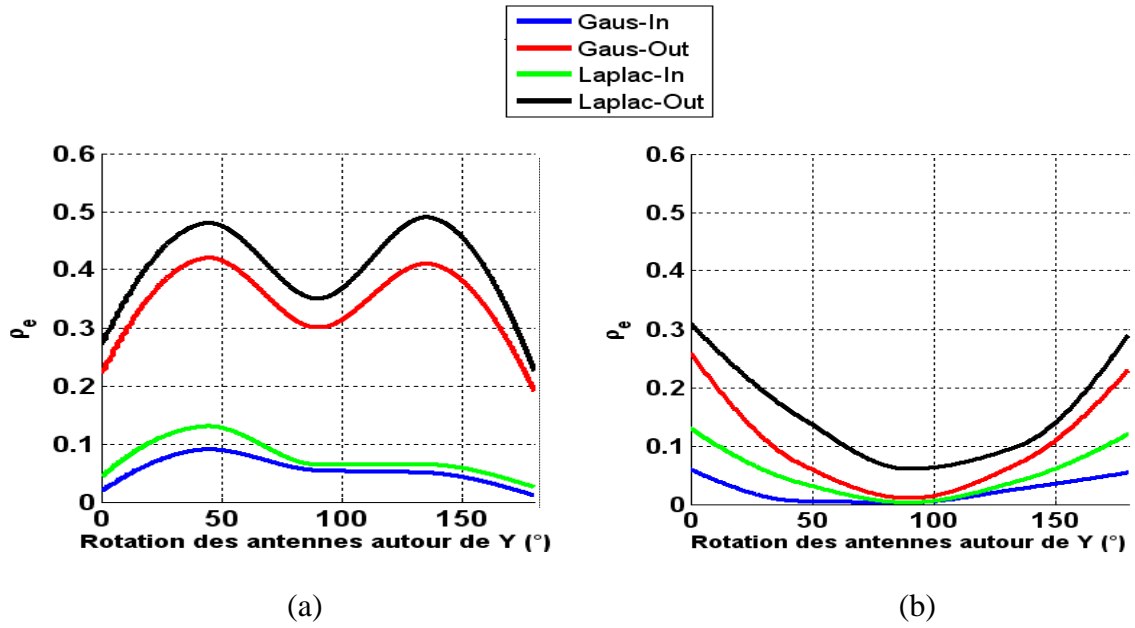 Gaus-In
Gaus-Out
Laplac-In
Laplac-Out
0.6
0.5
0.4
0.3
0.2
0.1
0
ρ_e
0 50 100 150
Rotation des antennes autour de Y (°)
(a)
0.6
0.5
0.4
0.3
0.2
0.1
0
ρ_e
0 50 100 150
Rotation des antennes autour de Y (°)
(b)